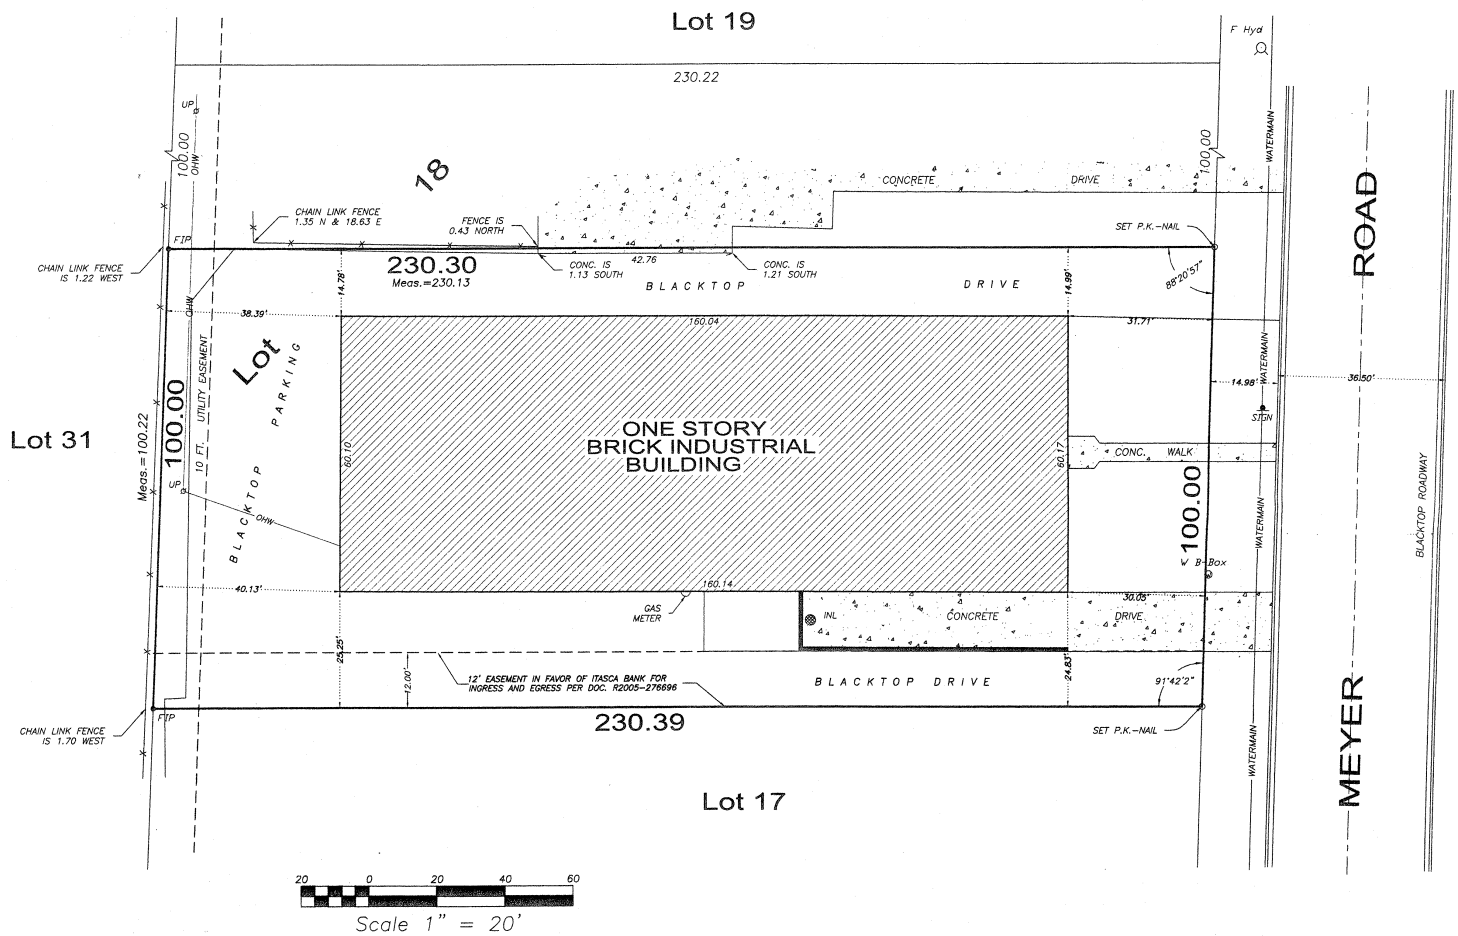 Lot 19
F Hyd
230.22
UP
100.00
OHW
100.00
WATERMAIN
18
CONCRETE DRIVE
ROAD
CHAIN LINK FENCE
1.35 N & 18.63 E
FENCE IS
0.43 NORTH
SET P.K.-NAIL
FIP
CHAIN LINK FENCE
IS 1.22 WEST
230.30
Meas.=230.13
CONC. IS
1.13 SOUTH
42.76
CONC. IS
1.21 SOUTH
88°20'57"
14.78'
14.99'
BLACKTOP DRIVE
OHW
38.39'
160.04
31.71'
WATERMAIN
Lot
BLACKTOP PARKING
10 FT. UTILITY EASEMENT
14.98'
36.50'
SIGN
Lot 31
100.00
Meas.=100.22
60.10
ONE STORY
BRICK INDUSTRIAL
BUILDING
60.17
CONC. WALK
100.00
BLACKTOP ROADWAY
UP
OHW
WATERMAIN
W B-Box
40.13'
160.14
30.05'
GAS
METER
INL
CONCRETE DRIVE
25.25'
24.83'
12.00'
12' EASEMENT IN FAVOR OF ITASCA BANK FOR
INGRESS AND EGRESS PER DOC. R2005-276696
BLACKTOP DRIVE
91°42'2"
FIP
CHAIN LINK FENCE
IS 1.70 WEST
230.39
SET P.K.-NAIL
WATERMAIN
MEYER
Lot 17
20 0 20 40 60
Scale 1" = 20'